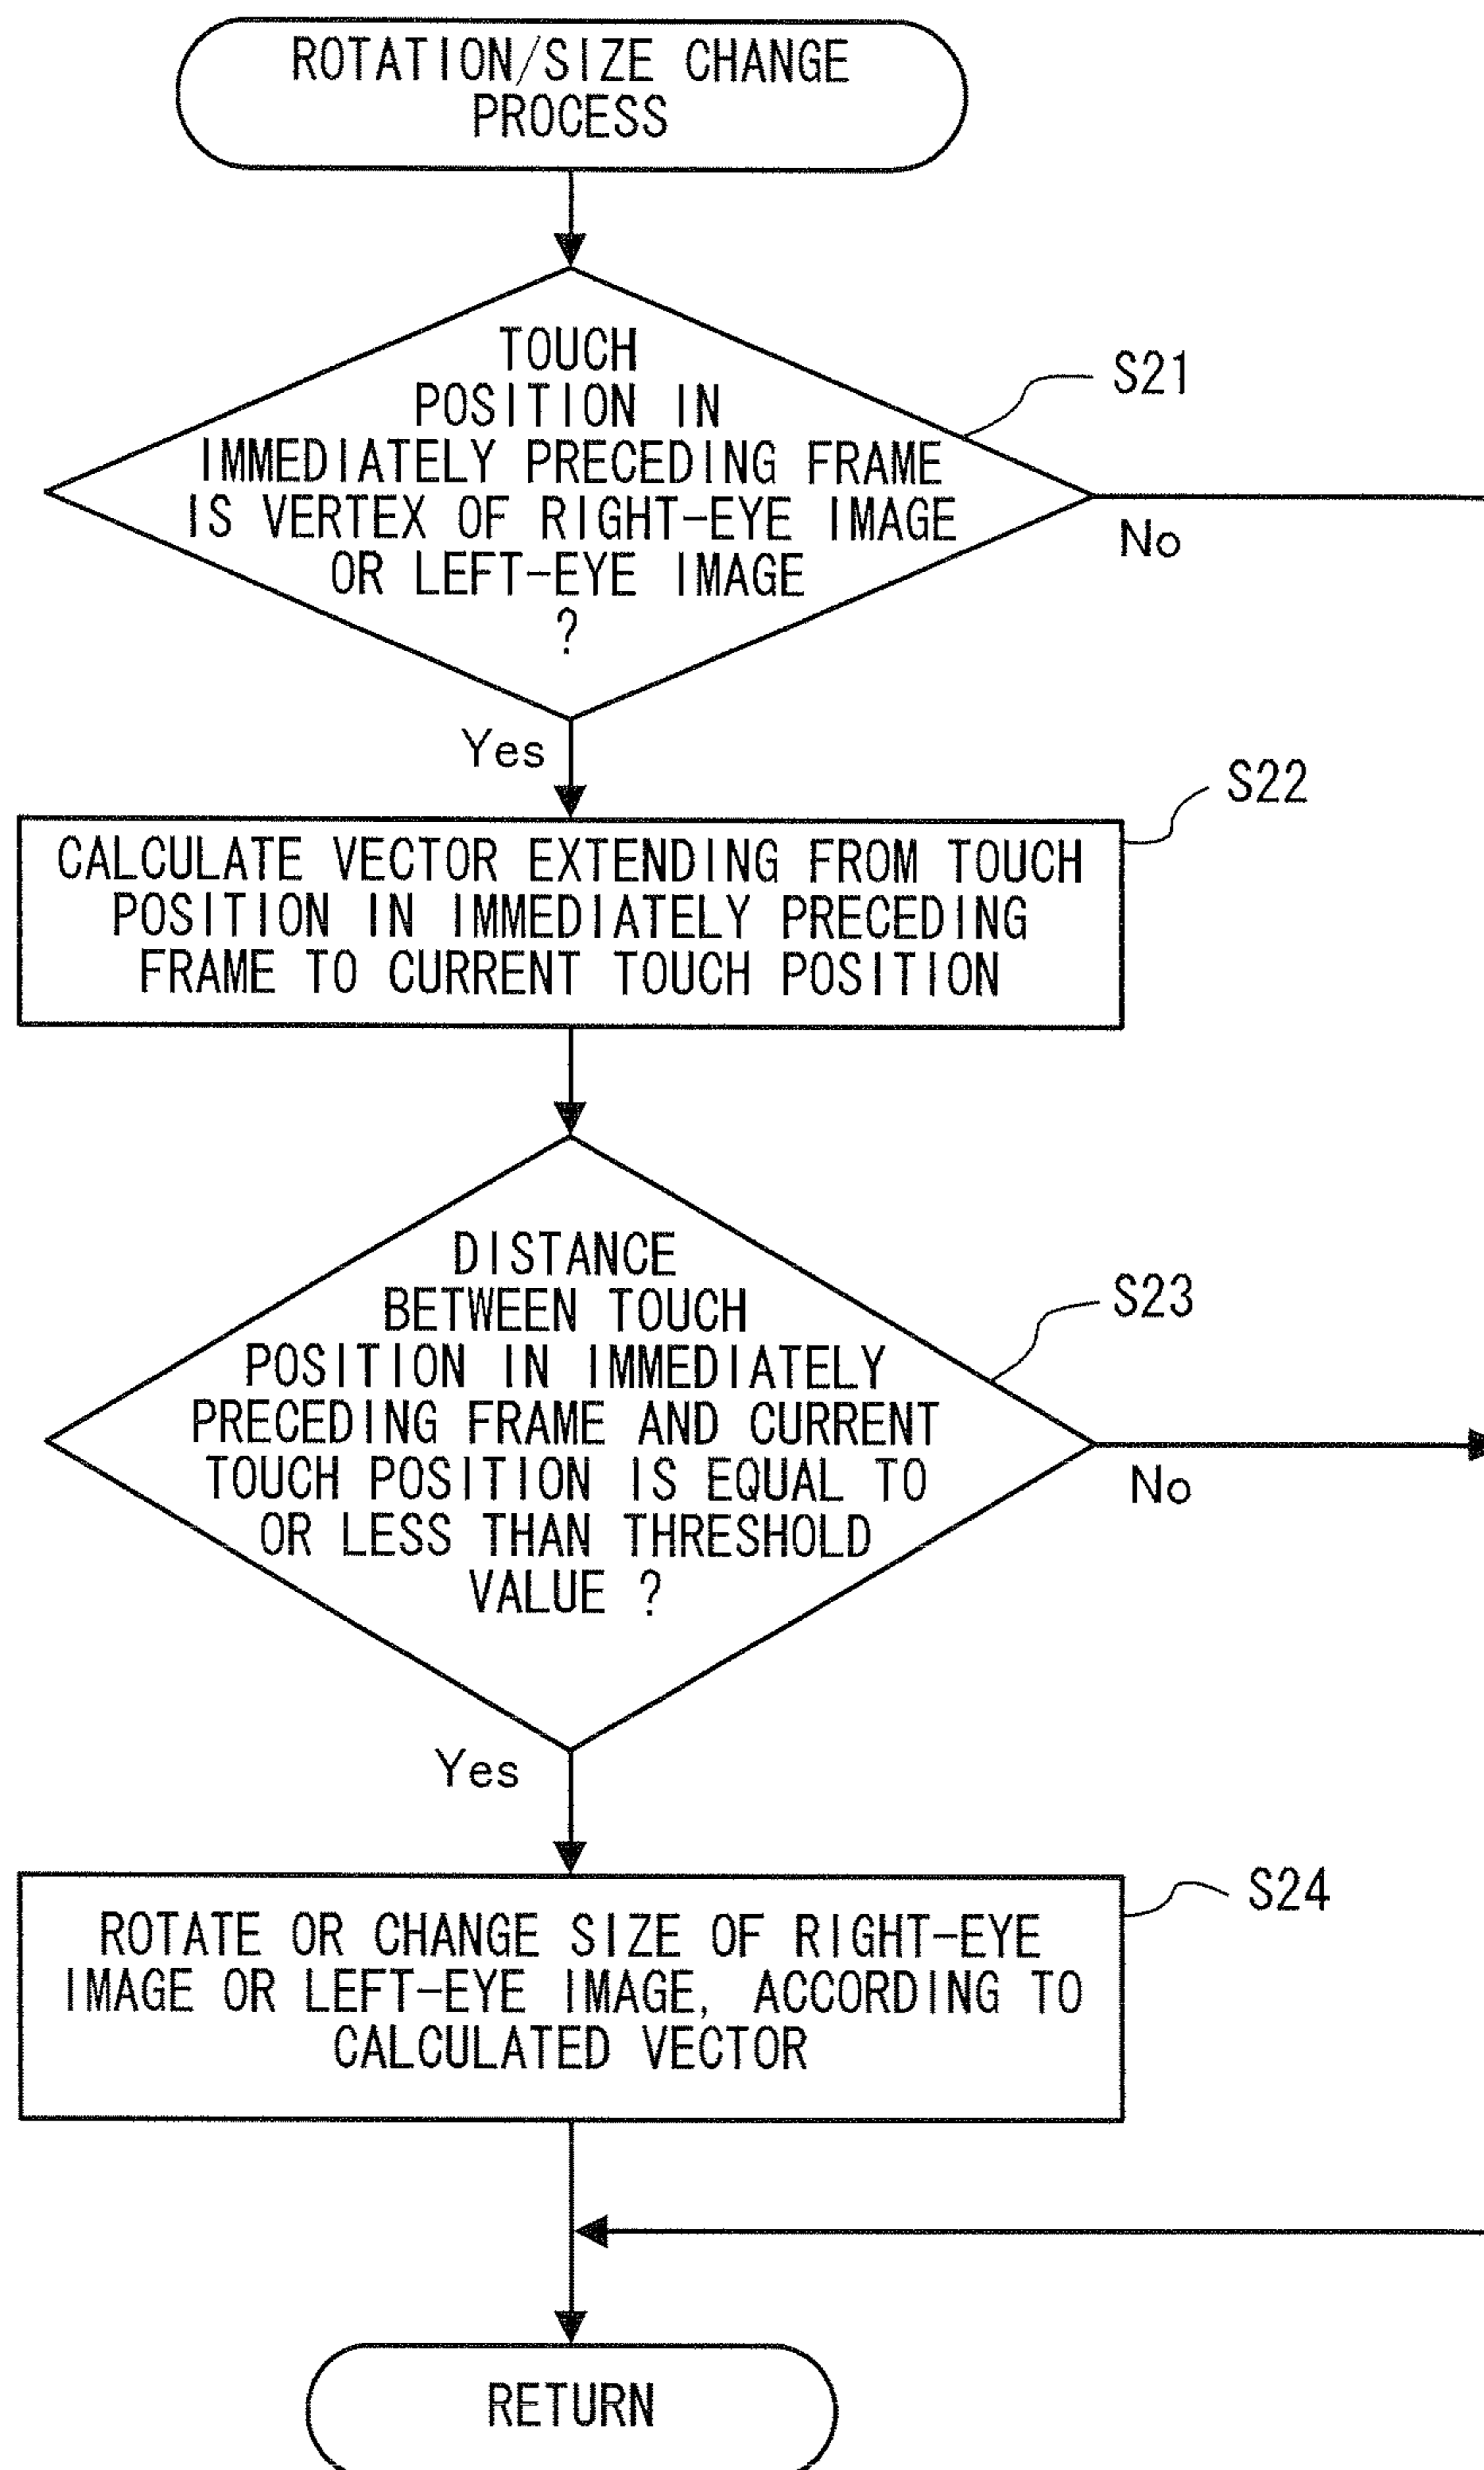 ROTATION/SIZE CHANGE
PROCESS
TOUCH
POSITION IN
IMMEDIATELY PRECEDING FRAME
IS VERTEX OF RIGHT-EYE IMAGE
OR LEFT-EYE IMAGE
?
S21
No
Yes
S22
CALCULATE VECTOR EXTENDING FROM TOUCH
POSITION IN IMMEDIATELY PRECEDING
FRAME TO CURRENT TOUCH POSITION
DISTANCE
BETWEEN TOUCH
POSITION IN IMMEDIATELY
PRECEDING FRAME AND CURRENT
TOUCH POSITION IS EQUAL TO
OR LESS THAN THRESHOLD
VALUE ?
S23
No
Yes
S24
ROTATE OR CHANGE SIZE OF RIGHT-EYE
IMAGE OR LEFT-EYE IMAGE, ACCORDING TO
CALCULATED VECTOR
RETURN